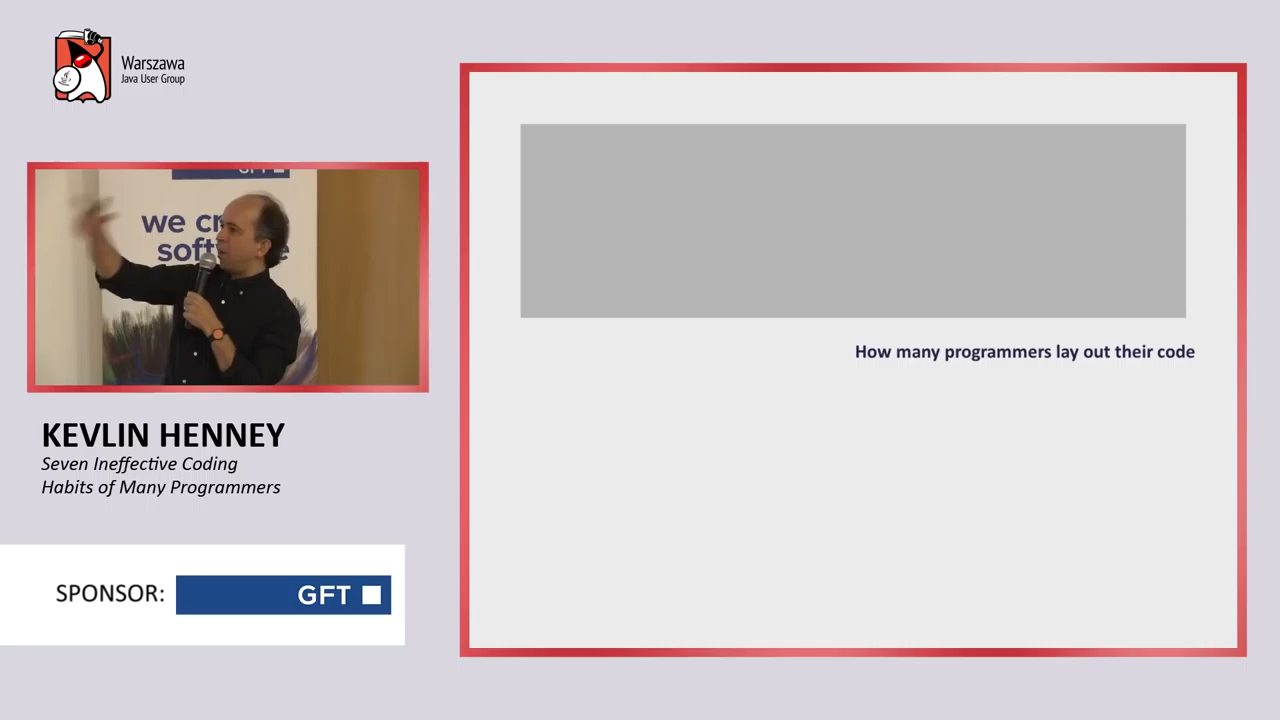 Warszawa
Java User Group
we
KEVLIN HENNEY
Seven Ineffective Coding
Habits of Many Programmers
SPONSOR:
GFT
How many programmers lay out their code